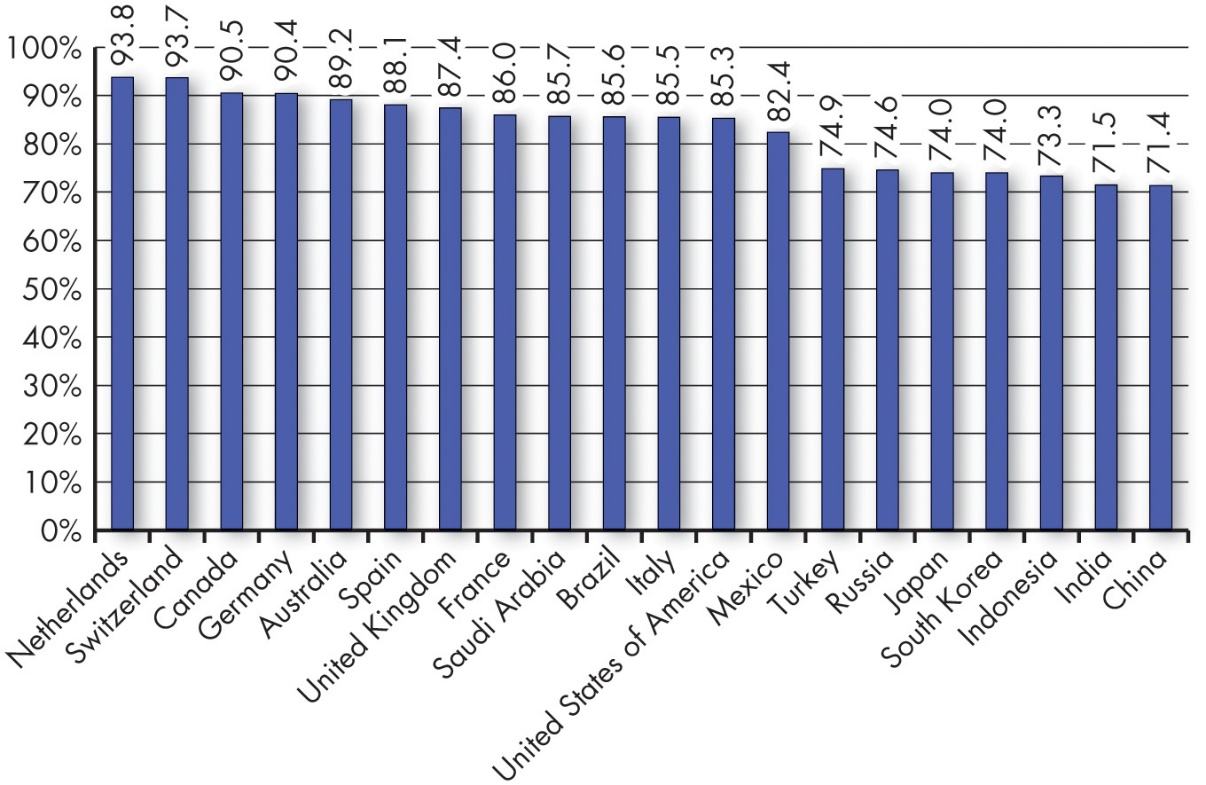 93.8
93.7
90.5
90.4
89.2
88.1
87.4
86.0
85.7
85.6
85.5
85.3
82.4
74.9
74.6
74.0
74.0
73.3
71.5
71.4
100%
90%
80%
70%
60%
50%
40%
30%
20%
10%
0%
Netherlands
Switzerland
Canada
Germany
Australia
Spain
United Kingdom
France
Saudi Arabia
Brazil
Italy
United States of America
Mexico
Turkey
Russia
Japan
South Korea
Indonesia
India
China